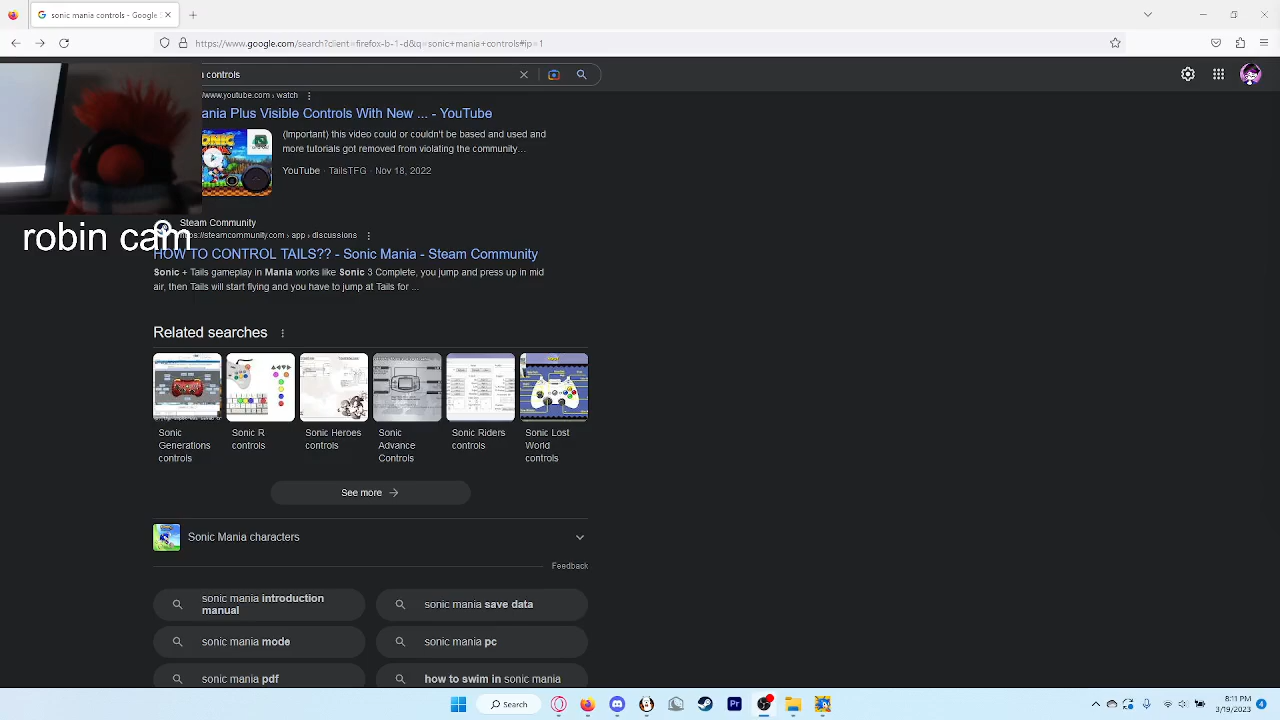 sonic mania controls - Google S
https://www.google.com/search?client=firefox-b-1-d&q=sonic+mania+controls#ip=1
controls
www.youtube.com › watch
ania Plus Visible Controls With New ... - YouTube
(Important) this video could or couldn't be based and used and
more tutorials got removed from violating the community...
YouTube · TailsTFG · Nov 18, 2022
robin cam
Steam Community
https://steamcommunity.com › app › discussions
HOW TO CONTROL TAILS?? - Sonic Mania - Steam Community
Sonic + Tails gameplay in Mania works like Sonic 3 Complete, you jump and press up in mid
air, then Tails will start flying and you have to jump at Tails for ...
Related searches
Sonic Generations controls
Sonic R controls
Sonic Heroes controls
Sonic Advance Controls
Sonic Riders controls
Sonic Lost World controls
See more
Sonic Mania characters
Feedback
sonic mania introduction manual
sonic mania save data
sonic mania mode
sonic mania pc
sonic mania pdf
how to swim in sonic mania
Search
Pr
8:11 PM
3/19/2023
4